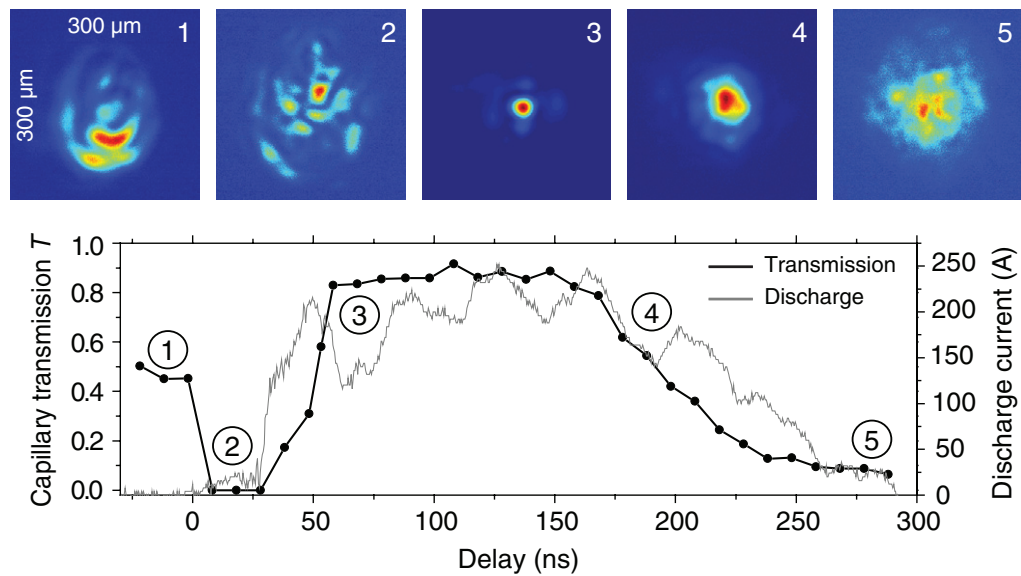 300 µm 1 2 3 4 5
300 µm
Capillary transmission T
1.0
0.8
0.6
0.4
0.2
0.0
1
2
3
4
5
Transmission
Discharge
250
200
150
100
50
0
Discharge current (A)
0 50 100 150 200 250 300
Delay (ns)